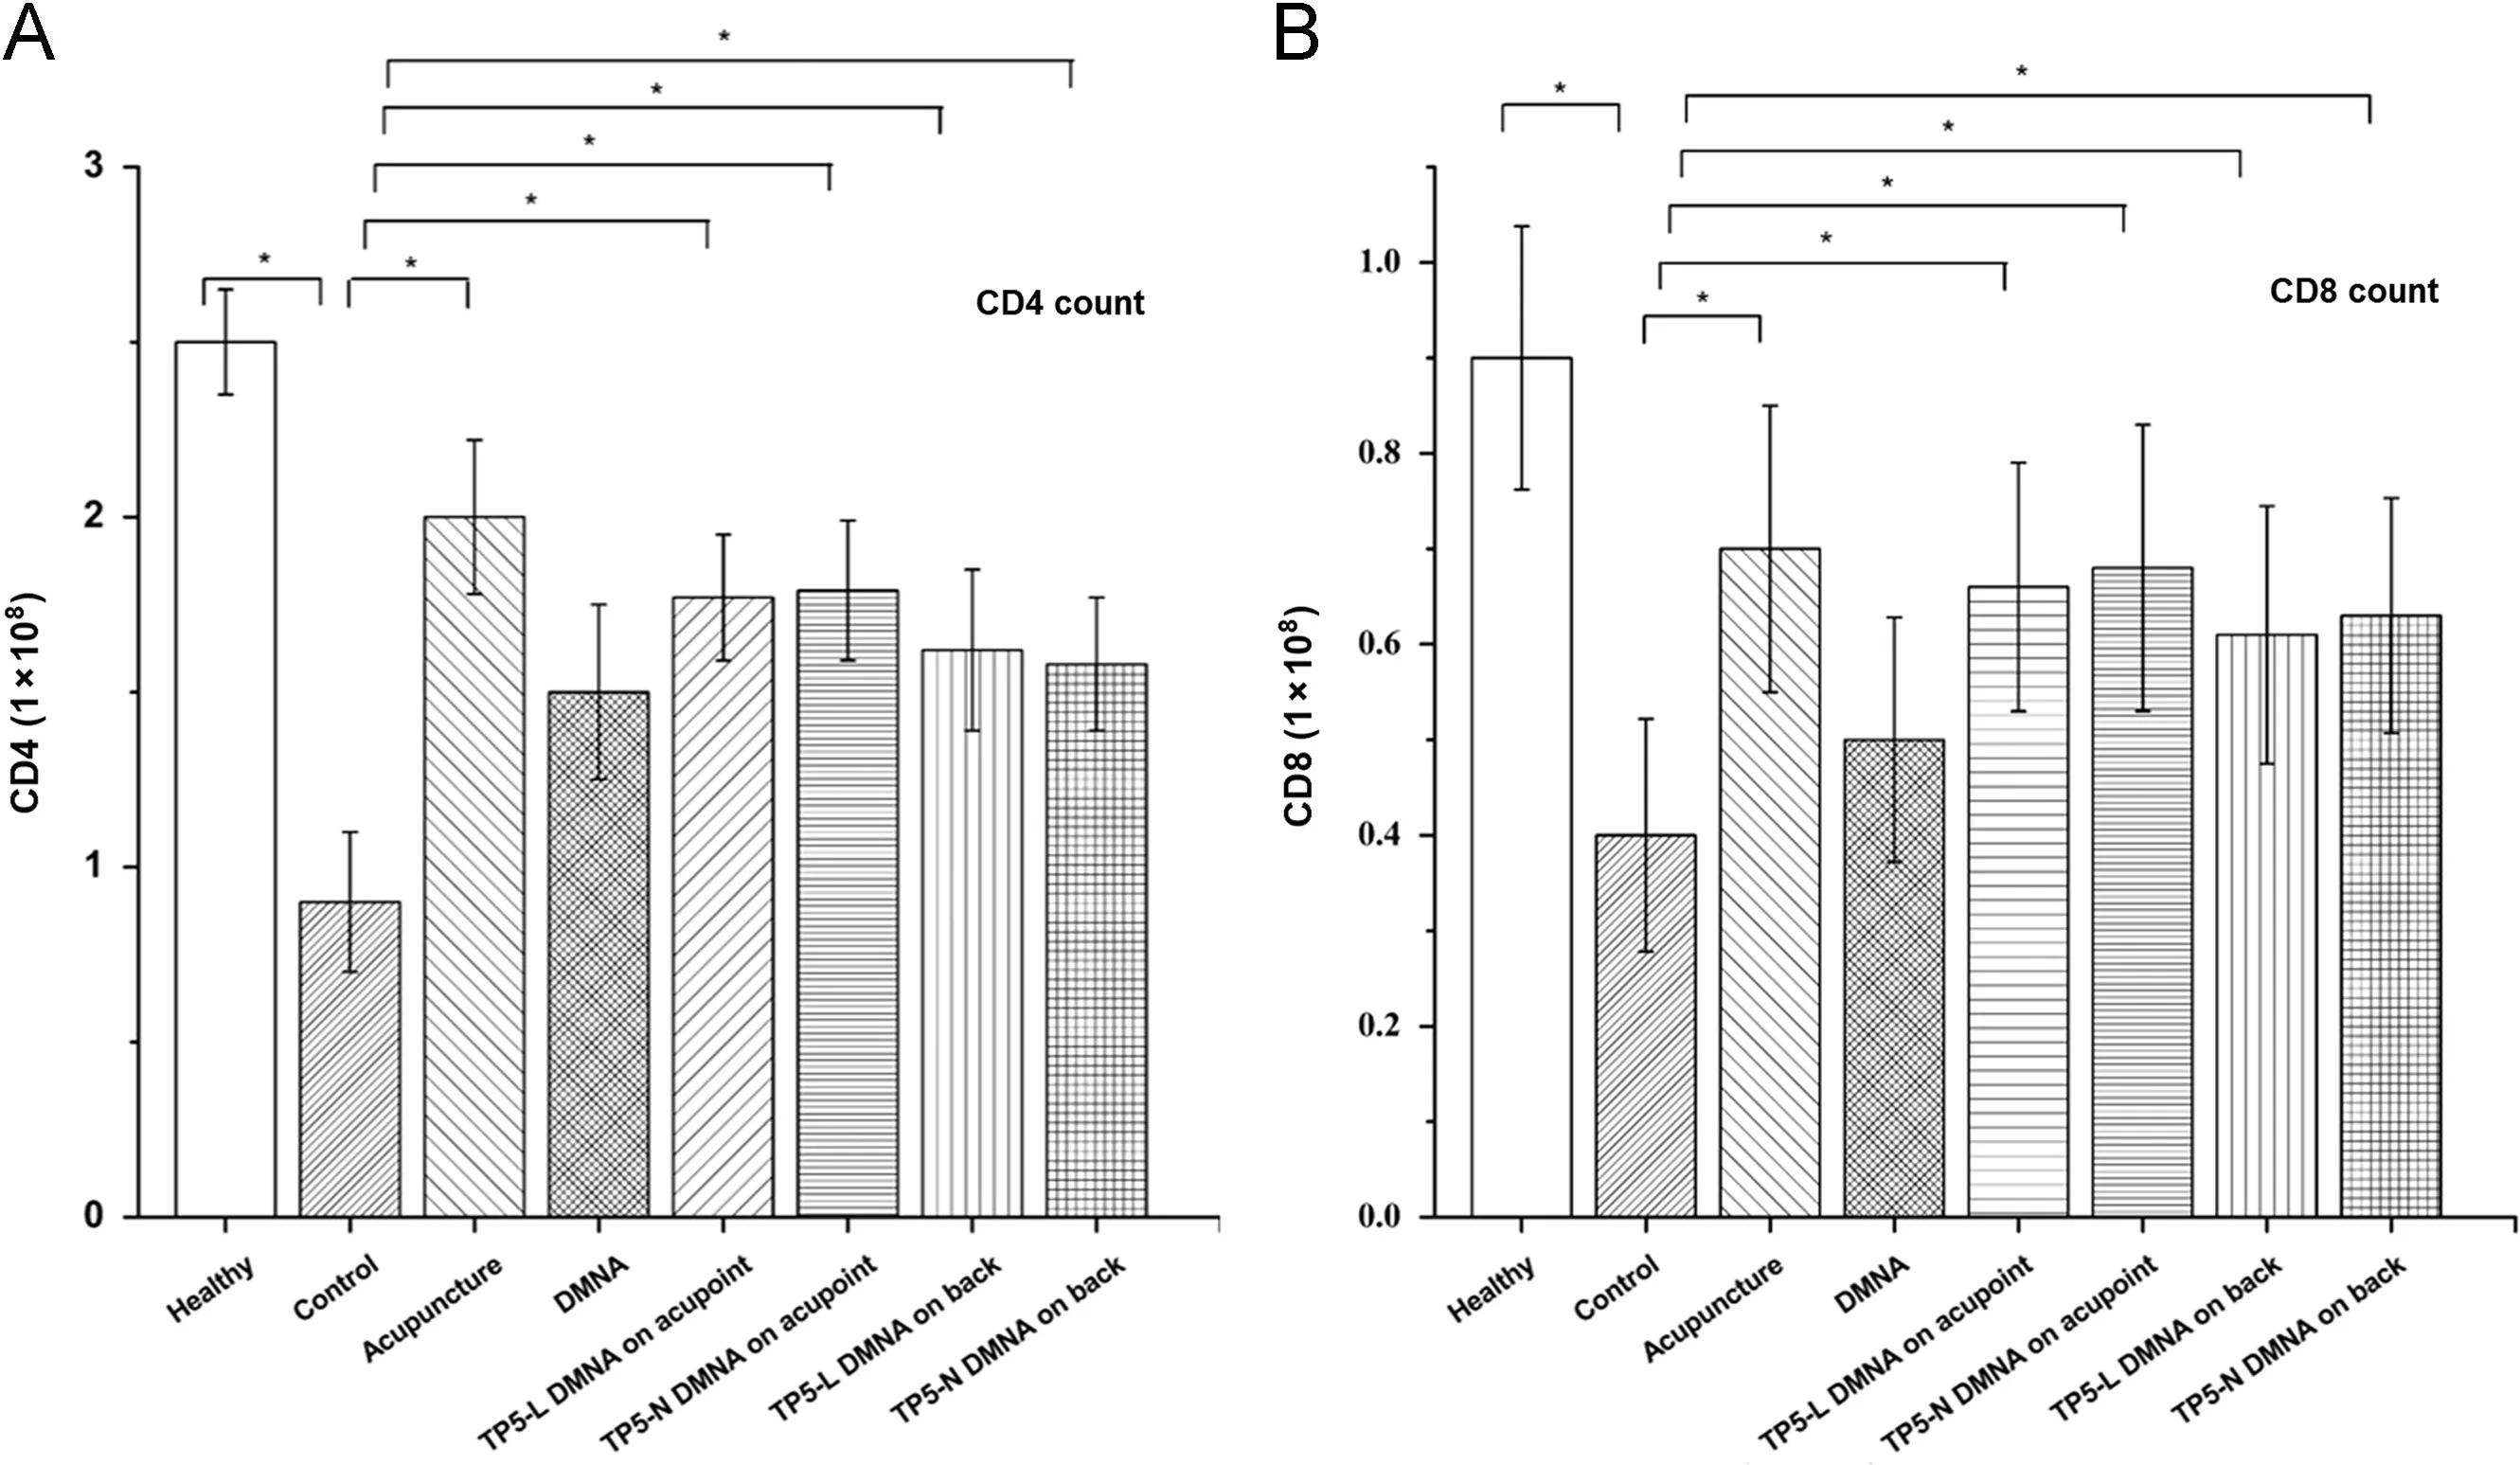 A
*
*
*
*
*
*
CD4 count
3
2
1
0
CD4 (1×10⁸)
Healthy
Control
Acupuncture
DMNA
TP5-L DMNA on acupoint
TP5-N DMNA on acupoint
TP5-L DMNA on back
TP5-N DMNA on back
B
*
*
*
*
*
*
CD8 count
1.0
0.8
0.6
0.4
0.2
0.0
CD8 (1×10⁸)
Healthy
Control
Acupuncture
DMNA
TP5-L DMNA on acupoint
TP5-N DMNA on acupoint
TP5-L DMNA on back
TP5-N DMNA on back